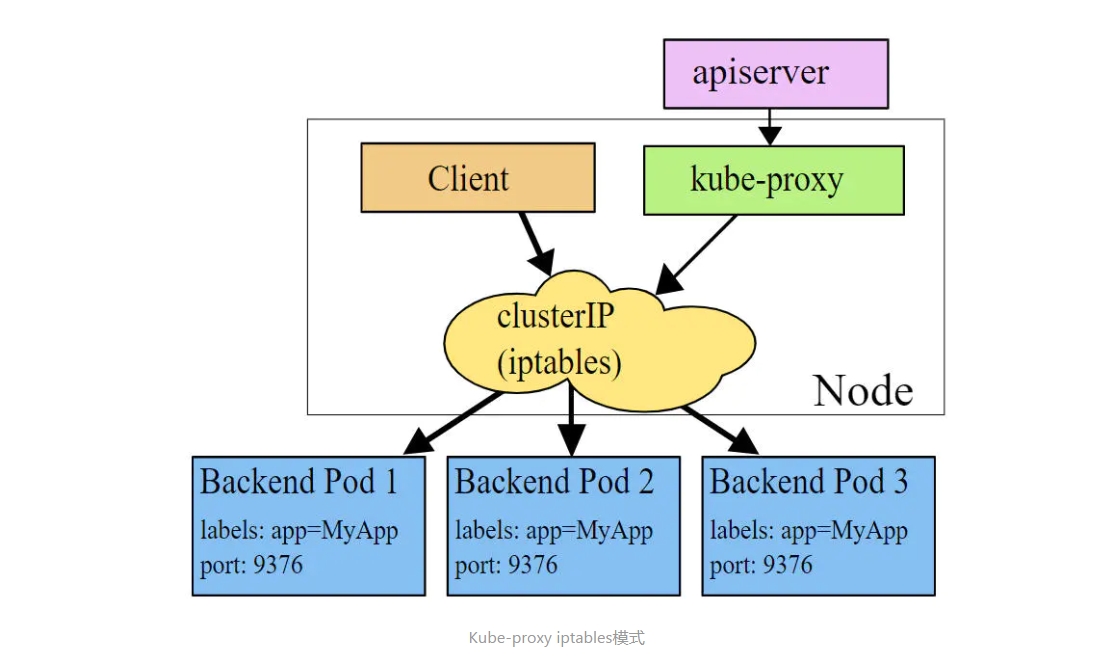 apiserver
Client
kube-proxy
clusterIP
(iptables)
Node
Backend Pod 1
labels: app=MyApp
port: 9376
Backend Pod 2
labels: app=MyApp
port: 9376
Backend Pod 3
labels: app=MyApp
port: 9376
Kube-proxy iptables模式